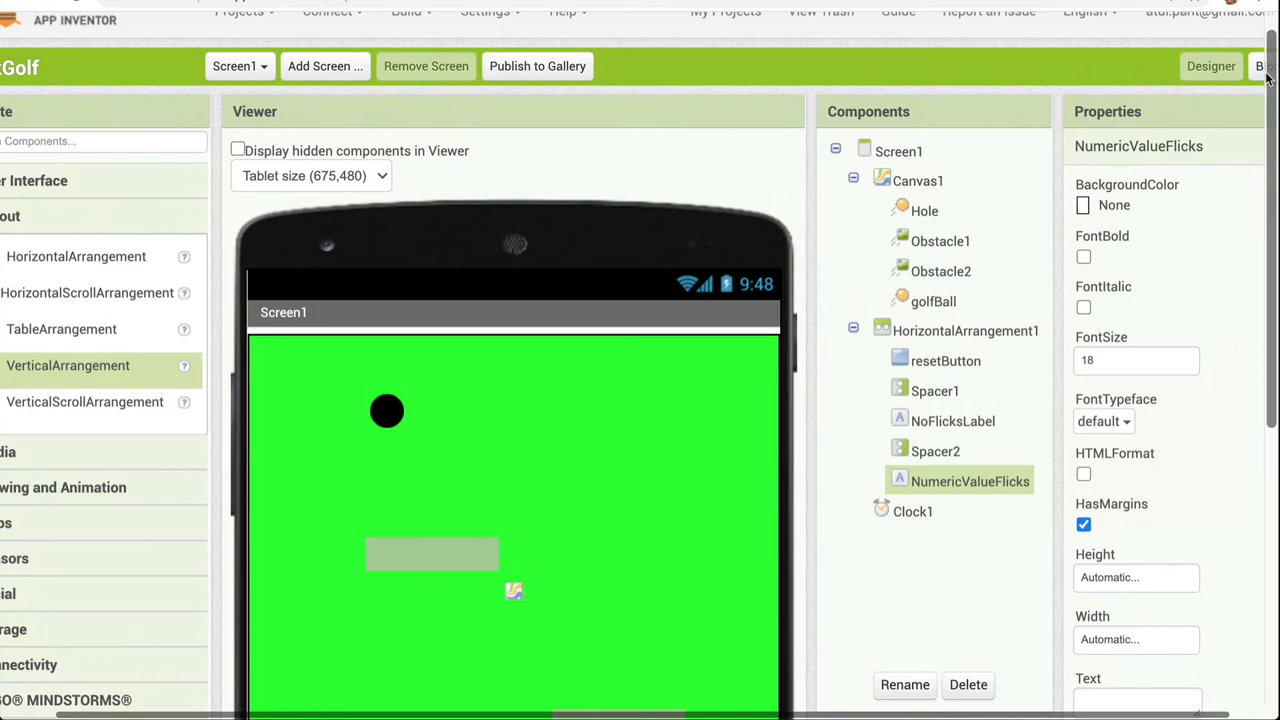 APP INVENTOR
Projects
Connect
Build
Settings
Help
My Projects
View Trash
Guide
Report an Issue
English
Golf
Screen1
Add Screen ...
Remove Screen
Publish to Gallery
Designer
B
Viewer
Components
Properties
Components...
Display hidden components in Viewer
Tablet size (675,480)
r Interface
out
HorizontalArrangement
HorizontalScrollArrangement
TableArrangement
VerticalArrangement
VerticalScrollArrangement
dia
wing and Animation
ps
nsors
ial
rage
nnectivity
GO® MINDSTORMS®
9:48
Screen1
Screen1
Canvas1
Hole
Obstacle1
Obstacle2
golfBall
HorizontalArrangement1
resetButton
Spacer1
NoFlicksLabel
Spacer2
NumericValueFlicks
Clock1
Rename
Delete
NumericValueFlicks
BackgroundColor
None
FontBold
FontItalic
FontSize
18
FontTypeface
default
HTMLFormat
HasMargins
Height
Automatic...
Width
Automatic...
Text